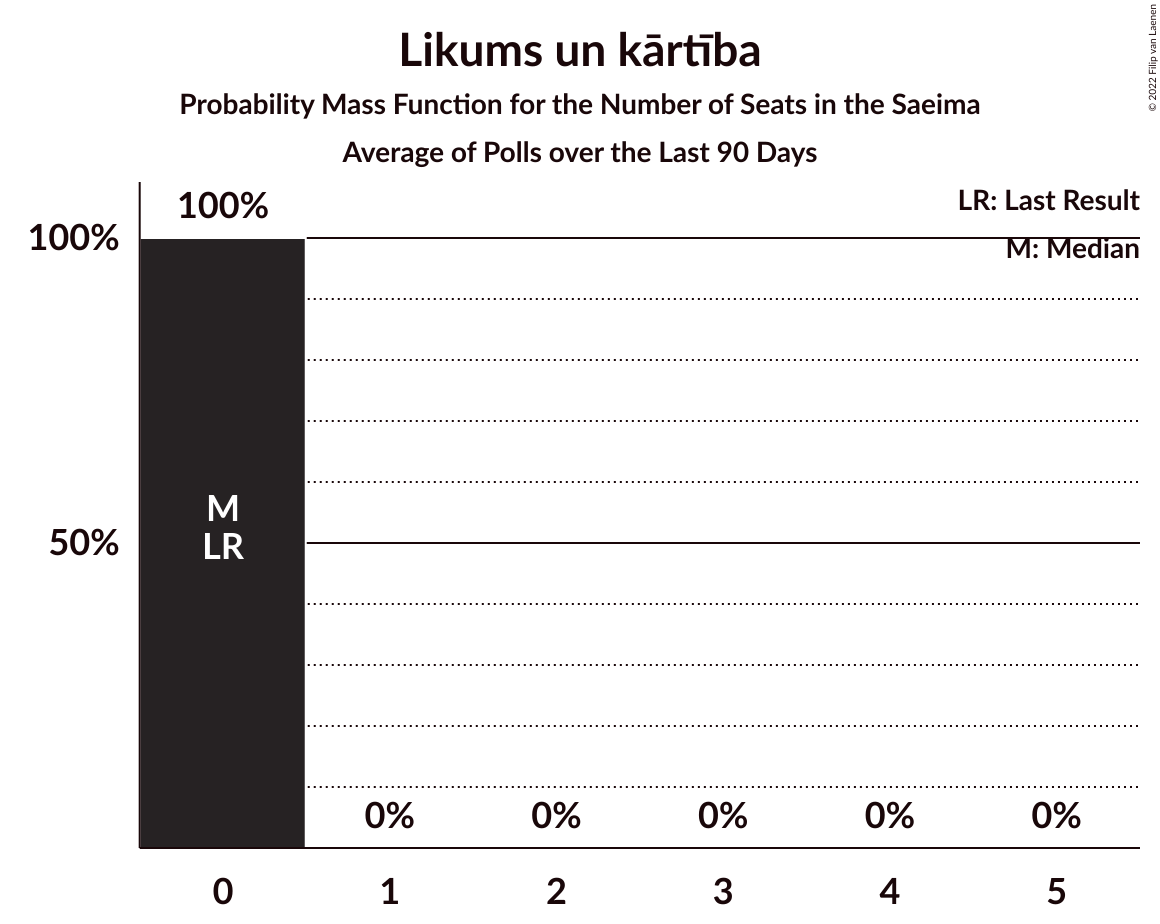 Likums un kārtība
Probability Mass Function for the Number of Seats in the Saeima
Average of Polls over the Last 90 Days
© 2022 Filip van Laenen
LR: Last Result
M: Median
100%
100%
50%
M
LR
0% 0% 0% 0% 0%
0 1 2 3 4 5